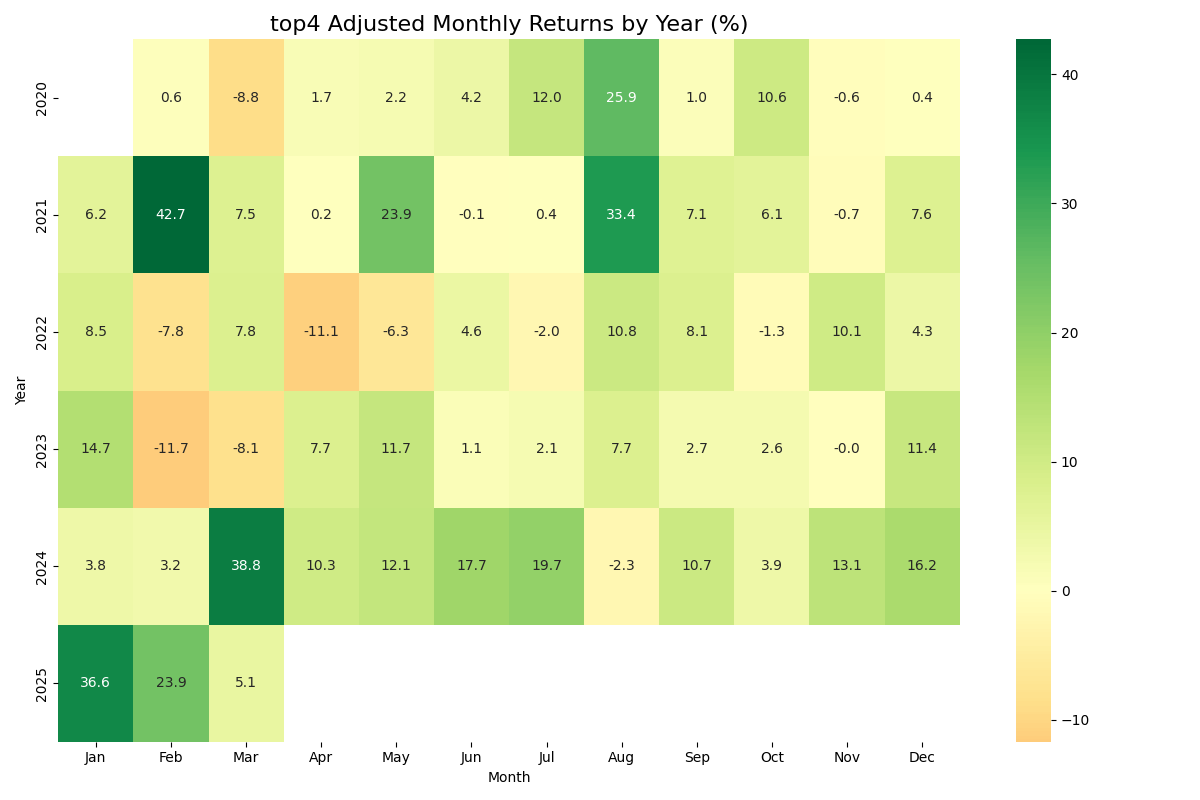 top4 Adjusted Monthly Returns by Year (%)
2020 0.6 -8.8 1.7 2.2 4.2 12.0 25.9 1.0 10.6 -0.6 0.4
2021 6.2 42.7 7.5 0.2 23.9 -0.1 0.4 33.4 7.1 6.1 -0.7 7.6
2022 8.5 -7.8 7.8 -11.1 -6.3 4.6 -2.0 10.8 8.1 -1.3 10.1 4.3
Year
2023 14.7 -11.7 -8.1 7.7 11.7 1.1 2.1 7.7 2.7 2.6 -0.0 11.4
2024 3.8 3.2 38.8 10.3 12.1 17.7 19.7 -2.3 10.7 3.9 13.1 16.2
2025 36.6 23.9 5.1
Jan Feb Mar Apr May Jun Jul Aug Sep Oct Nov Dec
Month
40
30
20
10
0
−10